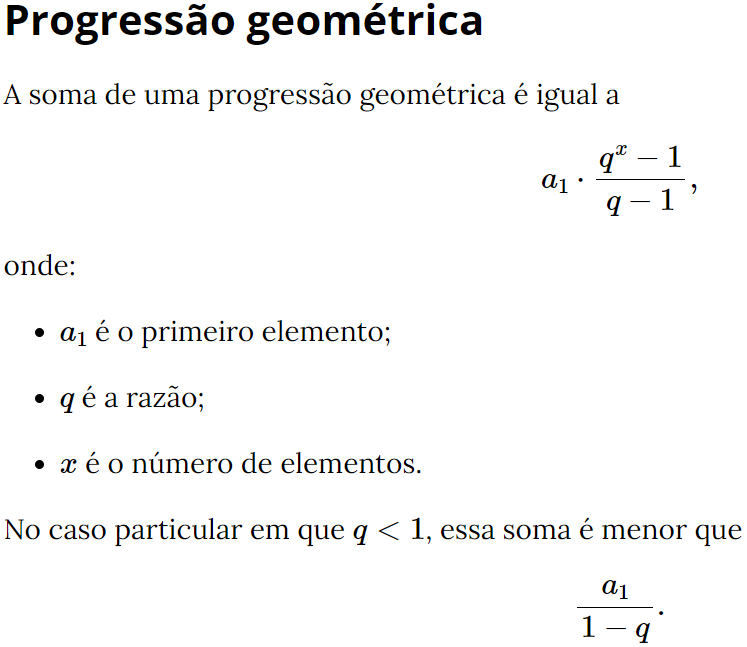 Progressão geométrica
A soma de uma progressão geométrica é igual a
$a_1 \cdot \frac{q^x - 1}{q - 1},$
onde:
• $a_1$ é o primeiro elemento;
• $q$ é a razão;
• $x$ é o número de elementos.
No caso particular em que $q < 1$, essa soma é menor que
$\frac{a_1}{1 - q}.$